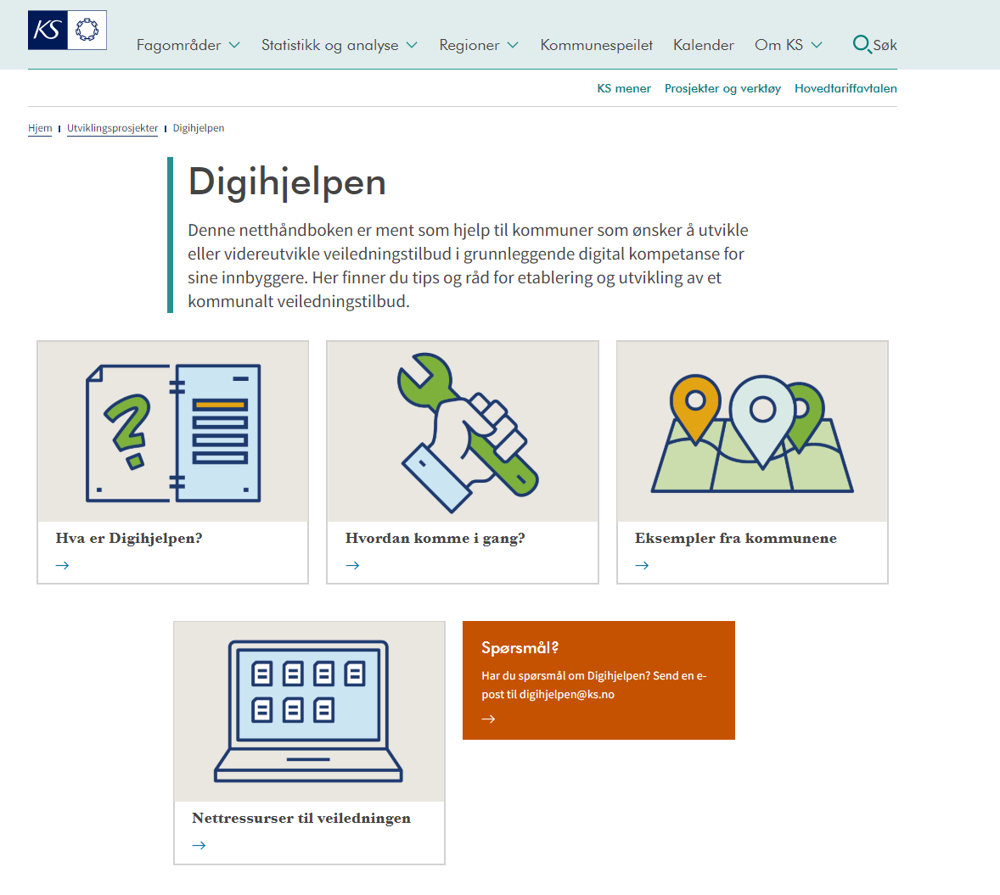 KS
Fagområder Statistikk og analyse Regioner Kommunespeilet Kalender Om KS Søk
KS mener Prosjekter og verktøy Hovedtariffavtalen
Hjem Utviklingsprosjekter Digihjelpen
Digihjelpen
Denne netthåndboken er ment som hjelp til kommuner som ønsker å utvikle
eller videreutvikle veiledningstilbud i grunnleggende digital kompetanse for
sine innbyggere. Her finner du tips og råd for etablering og utvikling av et
kommunalt veiledningstilbud.
?
Hva er Digihjelpen?
Hvordan komme i gang?
Eksempler fra kommunene
Nettressurser til veiledningen
Spørsmål?
Har du spørsmål om Digihjelpen? Send en e-
post til digihjelpen@ks.no